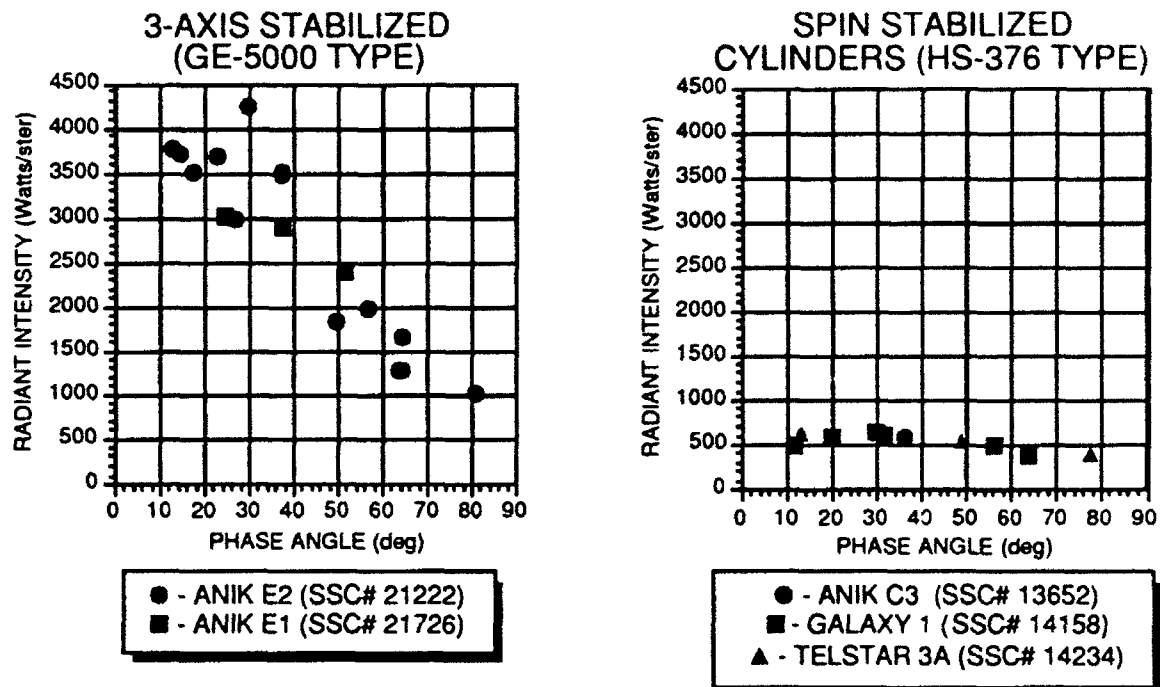 3-AXIS STABILIZED
(GE-5000 TYPE)
RADIANT INTENSITY (Watts/ster)
4500
4000
3500
3000
2500
2000
1500
1000
500
0
0 10 20 30 40 50 60 70 80 90
PHASE ANGLE (deg)
- ANIK E2 (SSC# 21222)
- ANIK E1 (SSC# 21726)
SPIN STABILIZED
CYLINDERS (HS-376 TYPE)
RADIANT INTENSITY (Watts/ster)
4500
4000
3500
3000
2500
2000
1500
1000
500
0
0 10 20 30 40 50 60 70 80 90
PHASE ANGLE (deg)
- ANIK C3 (SSC# 13652)
- GALAXY 1 (SSC# 14158)
- TELSTAR 3A (SSC# 14234)